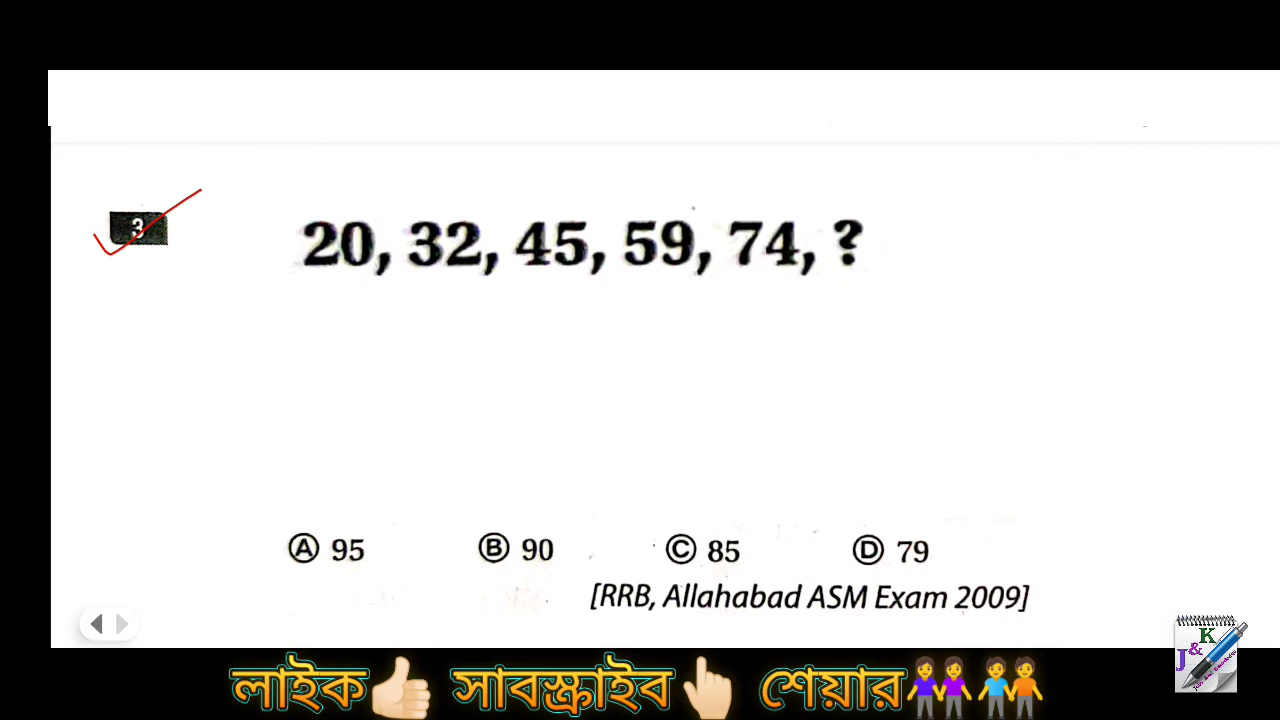 3
20, 32, 45, 59, 74, ?
Ⓐ 95 Ⓑ 90 Ⓒ 85 Ⓓ 79
[RRB, Allahabad ASM Exam 2009]
লাইক👍🏻 সাবস্ক্রাইব👆🏻 শেয়ার👭👬
J&K